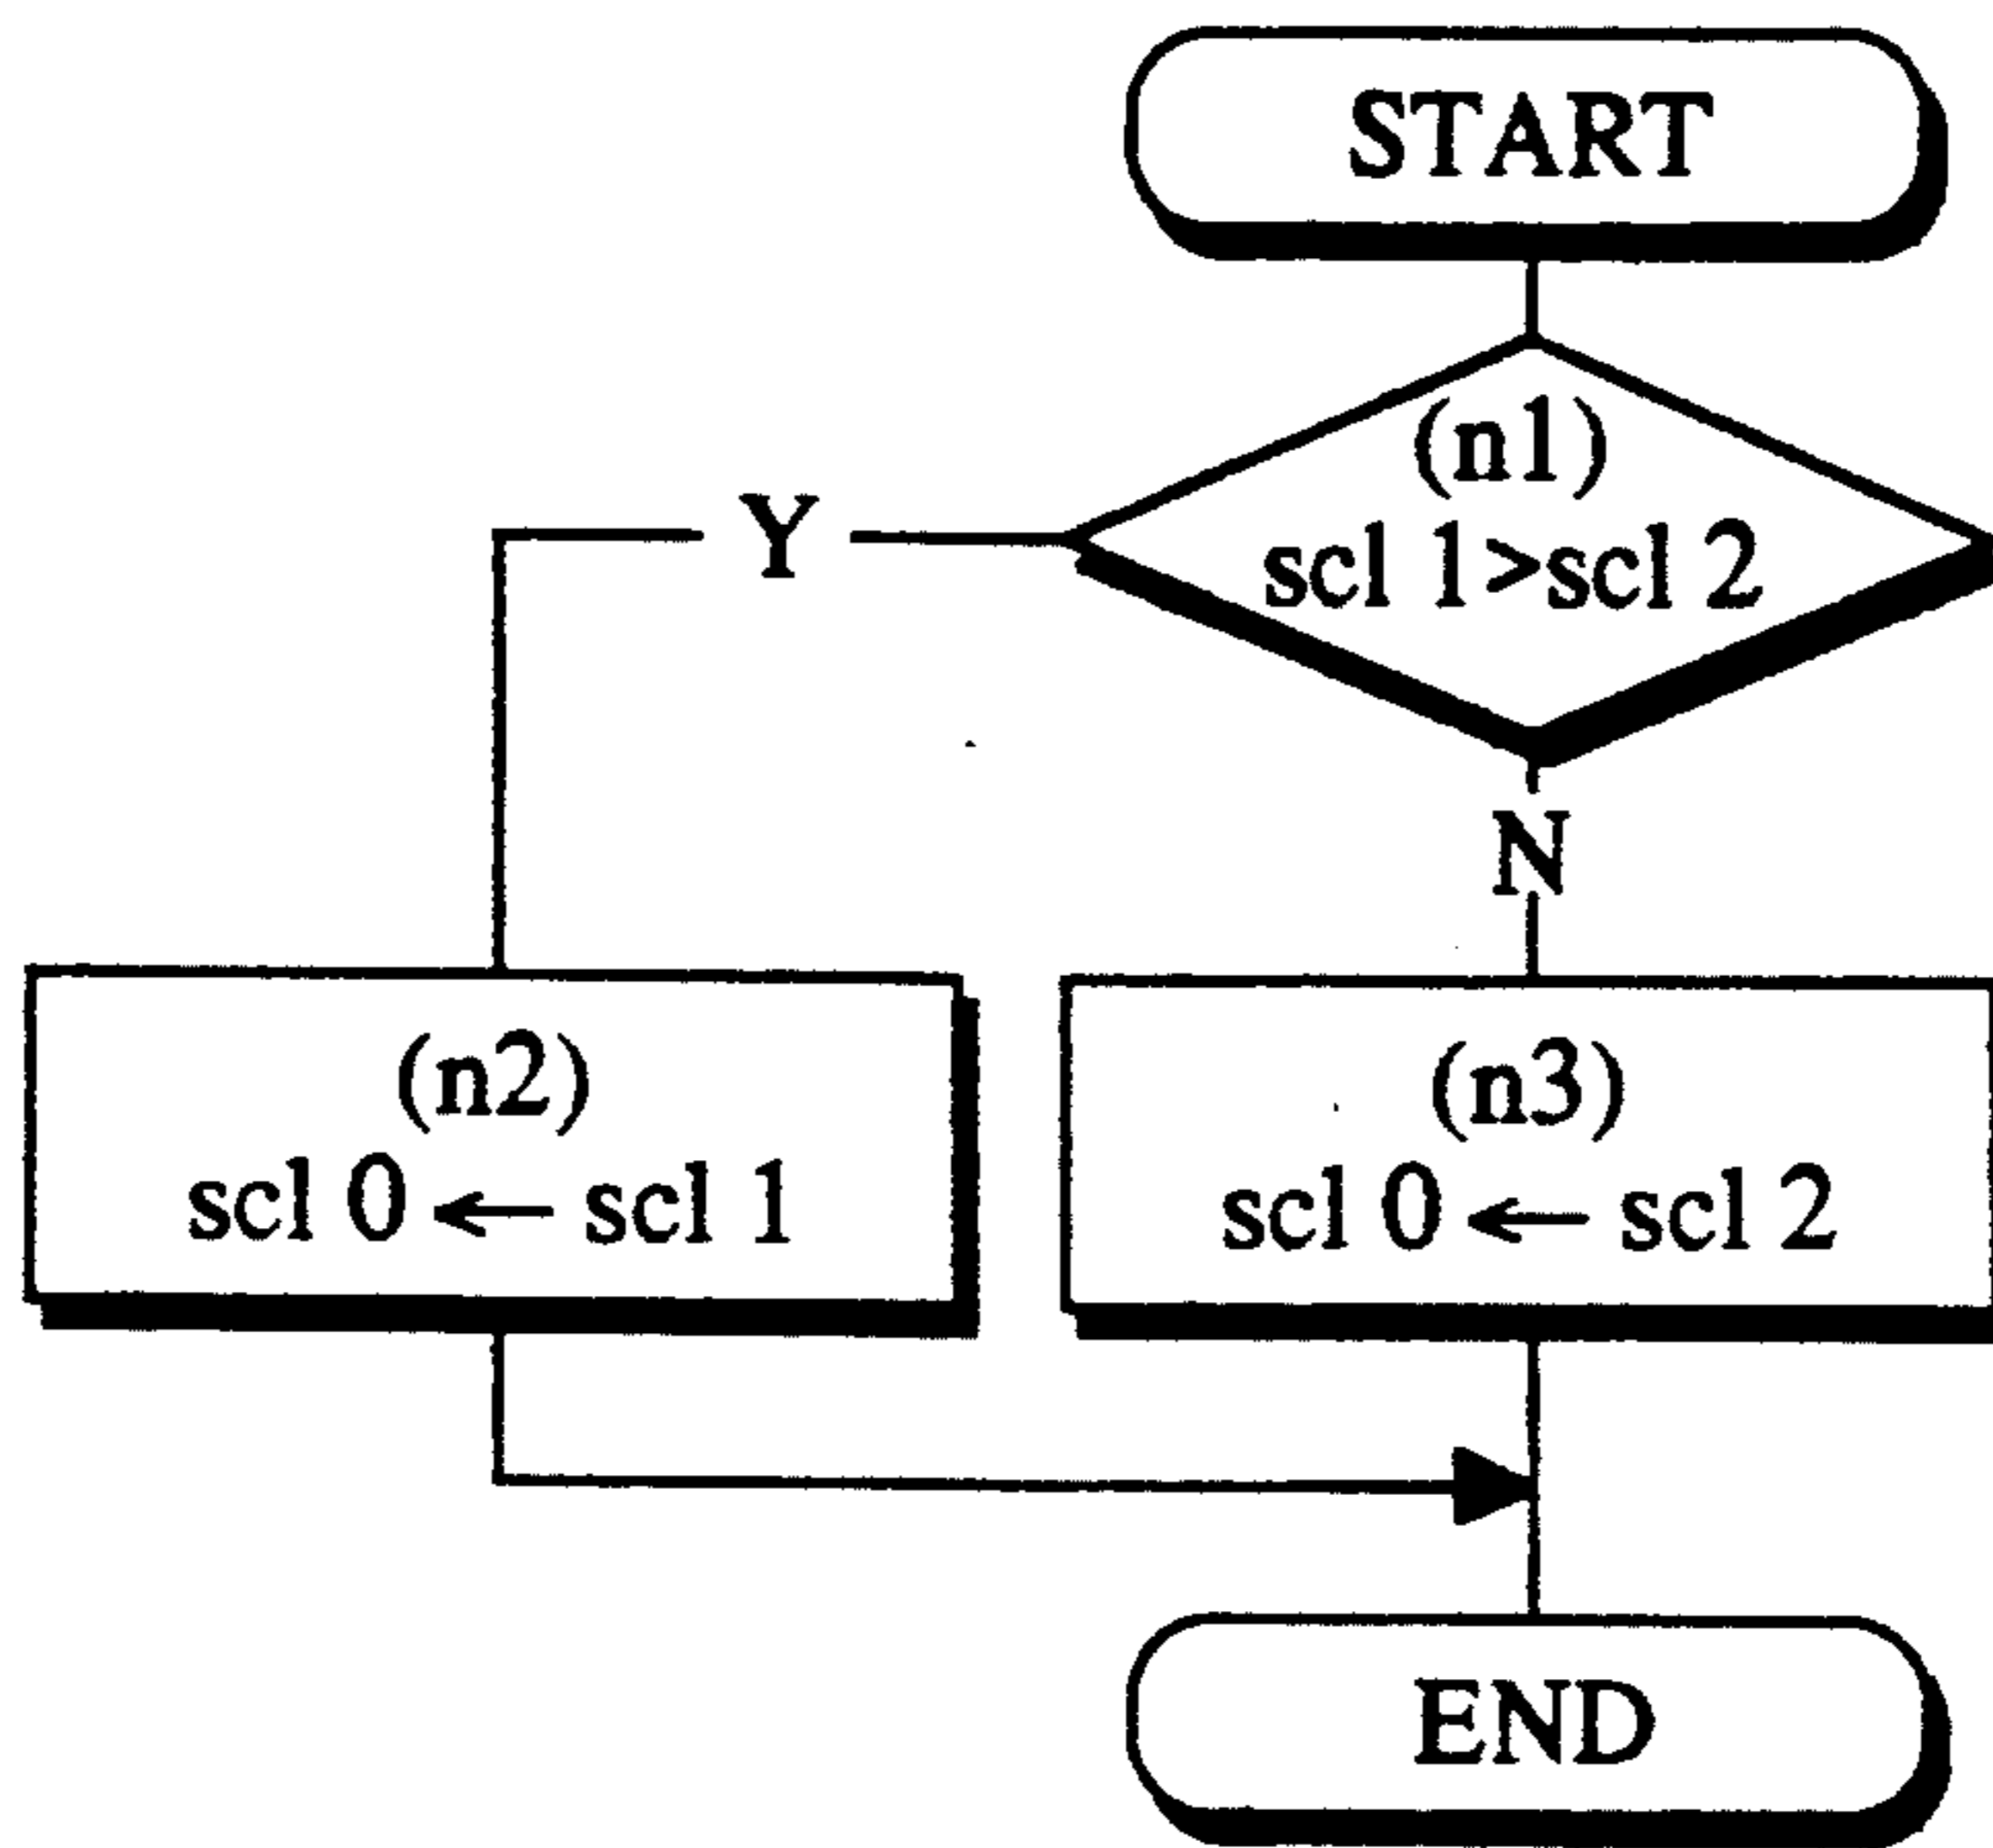 START
(n1)
scl 1>scl 2
Y
N
(n2)
scl 0 ← scl 1
(n3)
scl 0 ← scl 2
END